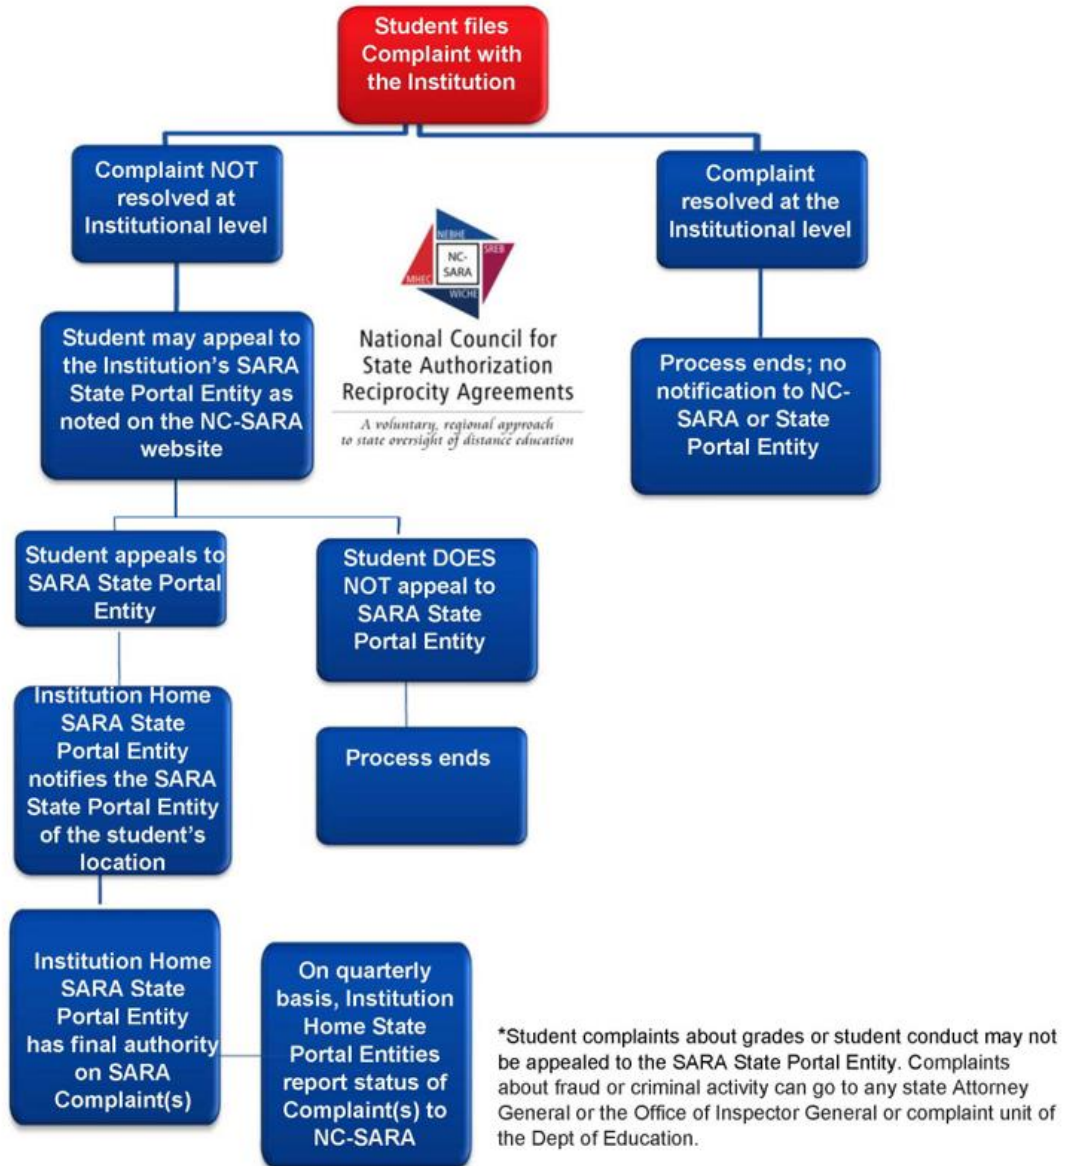 Student files
Complaint with
the Institution
Complaint NOT
resolved at
Institutional level
Complaint
resolved at the
Institutional level
NEBHE
SREB
NC-
SARA
MHEC
WICHE
National Council for
State Authorization
Reciprocity Agreements
A voluntary, regional approach
to state oversight of distance education
Student may appeal to
the Institution’s SARA
State Portal Entity as
noted on the NC-SARA
website
Process ends; no
notification to NC-
SARA or State
Portal Entity
Student appeals to
SARA State Portal
Entity
Student DOES
NOT appeal to
SARA State
Portal Entity
Institution Home
SARA State
Portal Entity
notifies the SARA
State Portal Entity
of the student’s
location
Process ends
Institution Home
SARA State
Portal Entity
has final authority
on SARA
Complaint(s)
On quarterly
basis, Institution
Home State
Portal Entities
report status of
Complaint(s) to
NC-SARA
*Student complaints about grades or student conduct may not
be appealed to the SARA State Portal Entity. Complaints
about fraud or criminal activity can go to any state Attorney
General or the Office of Inspector General or complaint unit of
the Dept of Education.